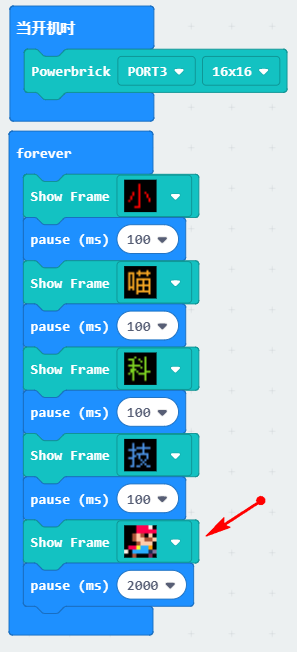 当开机时
Powerbrick PORT3 16x16
forever
Show Frame 小
pause (ms) 100
Show Frame 喵
pause (ms) 100
Show Frame 科
pause (ms) 100
Show Frame 技
pause (ms) 100
Show Frame
pause (ms) 2000